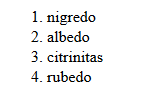 1. nigredo
2. albedo
3. citrinitas
4. rubedo